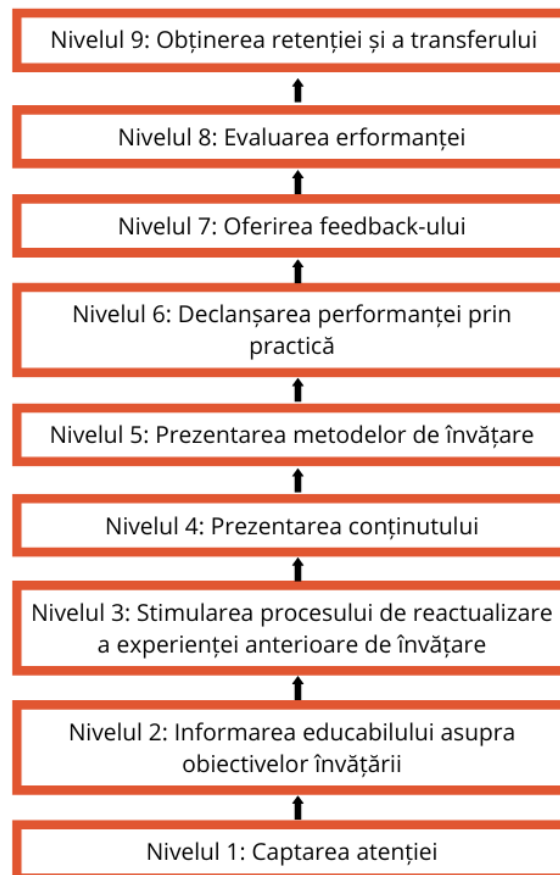 Nivelul 9: Obținerea retenției și a transferului
Nivelul 8: Evaluarea erformanței
Nivelul 7: Oferirea feedback-ului
Nivelul 6: Declanșarea performanței prin
practică
Nivelul 5: Prezentarea metodelor de învățare
Nivelul 4: Prezentarea conținutului
Nivelul 3: Stimularea procesului de reactualizare
a experienței anterioare de învățare
Nivelul 2: Informarea educabilului asupra
obiectivelor învățării
Nivelul 1: Captarea atenției